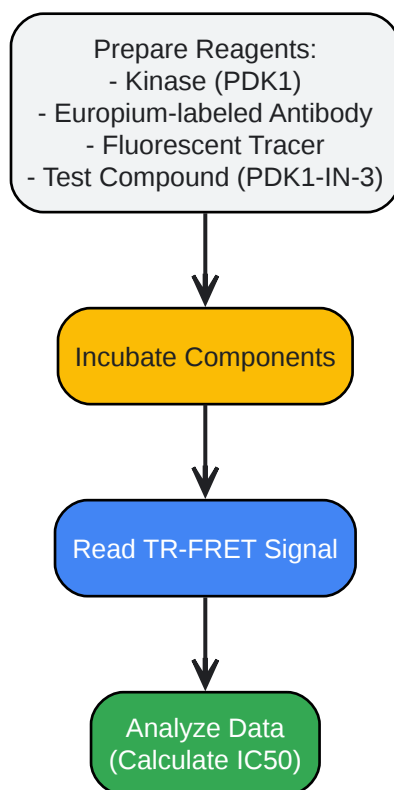 Prepare Reagents:
- Kinase (PDK1)
- Europium-labeled Antibody
- Fluorescent Tracer
- Test Compound (PDK1-IN-3)
Incubate Components
Read TR-FRET Signal
Analyze Data
(Calculate IC50)